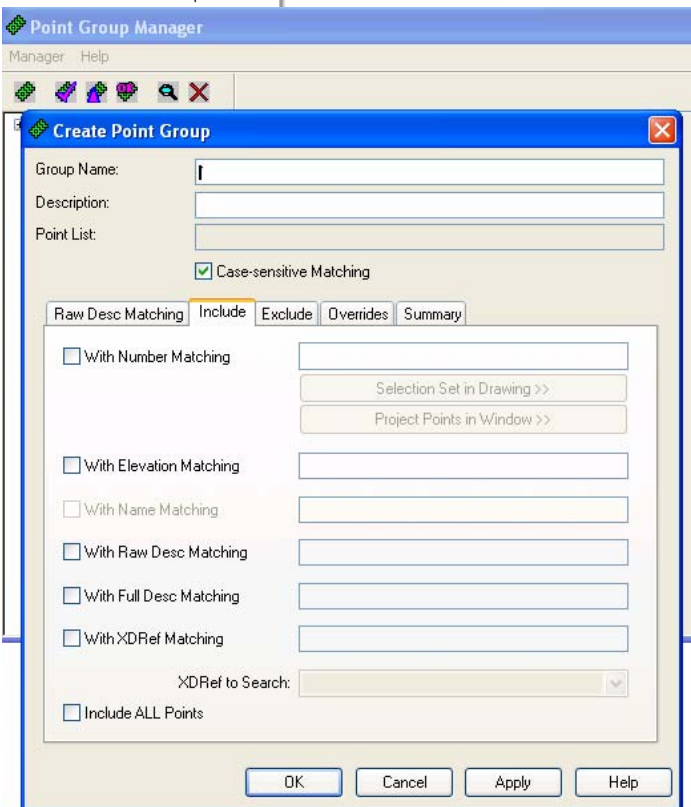 Point Group Manager
Manager Help
Create Point Group
Group Name:
Description:
Point List:
Case-sensitive Matching
Raw Desc Matching Include Exclude Overrides Summary
With Number Matching
Selection Set in Drawing >>
Project Points in Window >>
With Elevation Matching
With Name Matching
With Raw Desc Matching
With Full Desc Matching
With XDRef Matching
XDRef to Search:
Include ALL Points
OK Cancel Apply Help